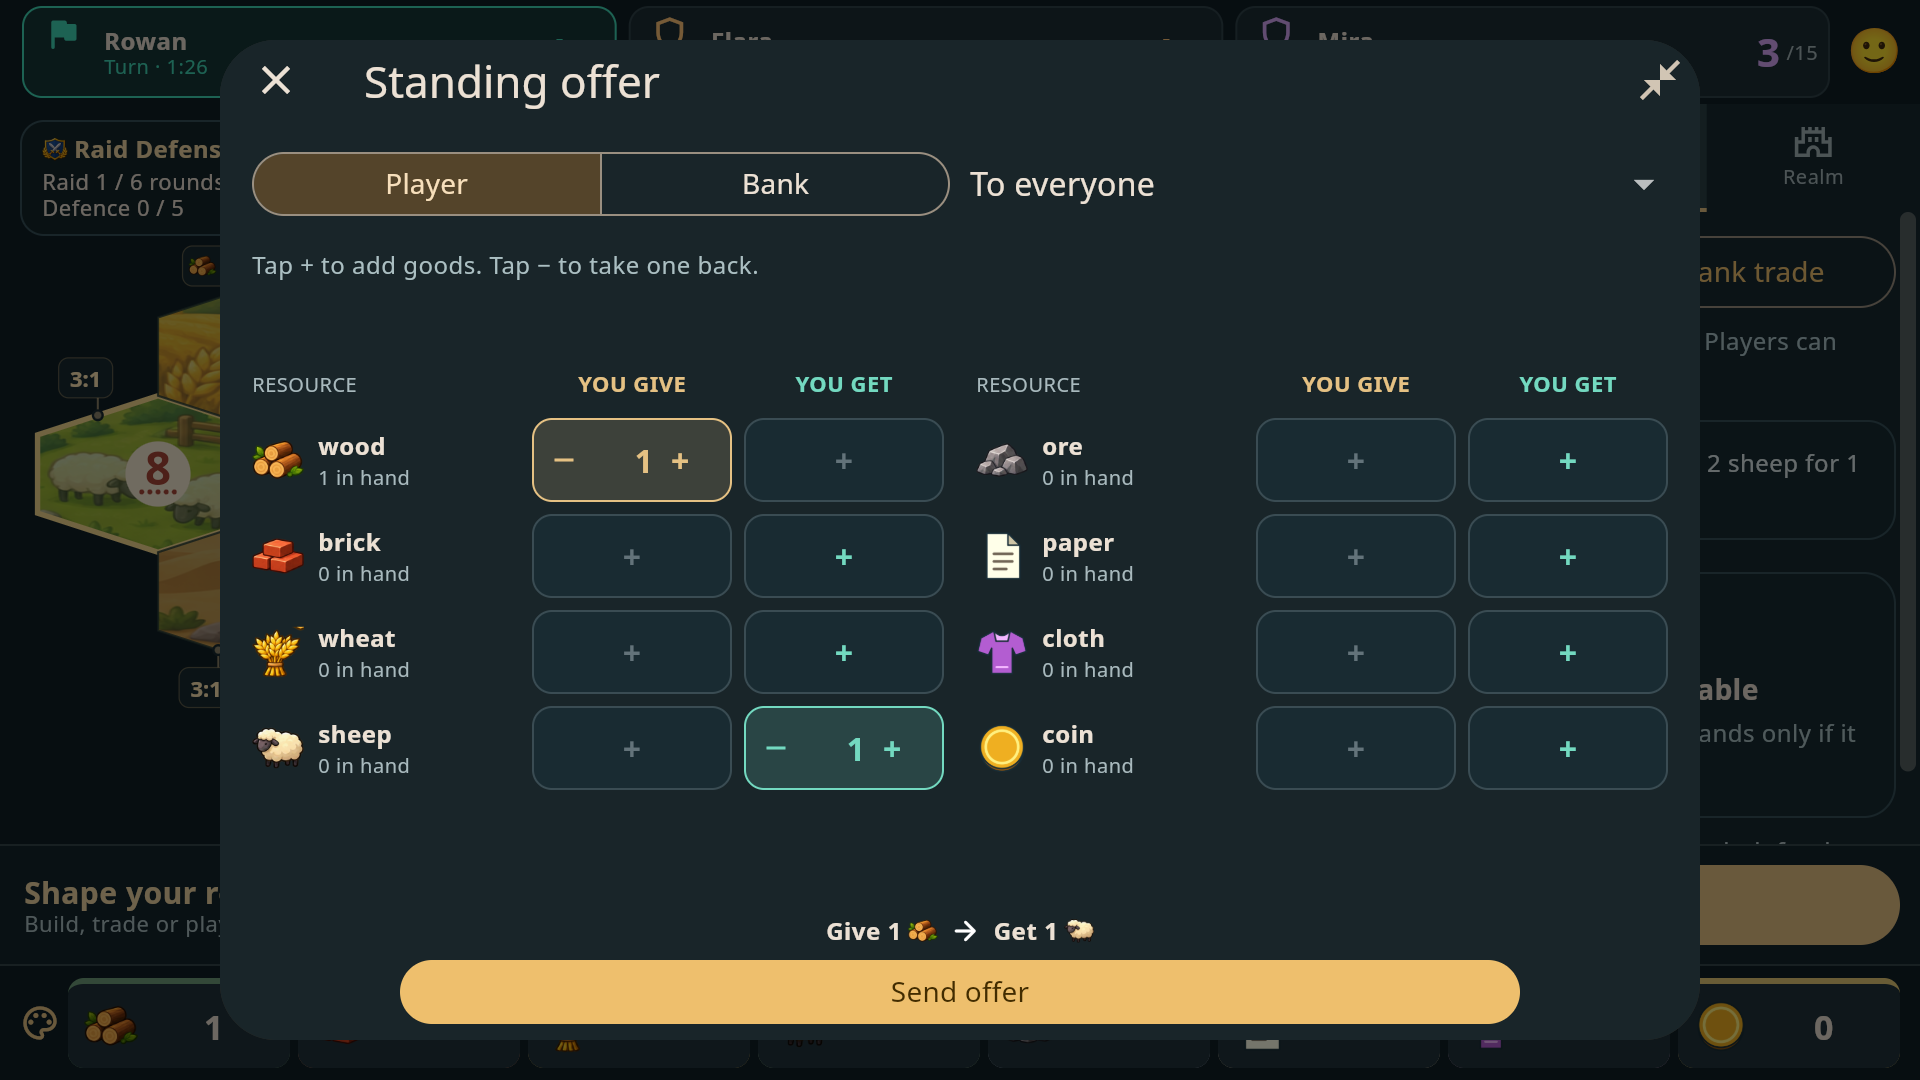 Rowan
Turn · 1:26
3 /15
Raid Defens
Raid 1 / 6 rounds
Defence 0 / 5
Realm
Standing offer
Player
Bank
To everyone
Tap + to add goods. Tap − to take one back.
ank trade
Players can
3:1
8
RESOURCE YOU GIVE YOU GET RESOURCE YOU GIVE YOU GET
wood
1 in hand
− 1 +
+
ore
0 in hand
+
+
2 sheep for 1
brick
0 in hand
+
+
paper
0 in hand
+
+
wheat
0 in hand
+
+
cloth
0 in hand
+
+
3:1
able
ands only if it
sheep
0 in hand
+
− 1 +
coin
0 in hand
+
+
Shape your r
Build, trade or play
Give 1 → Get 1
Send offer
1
0